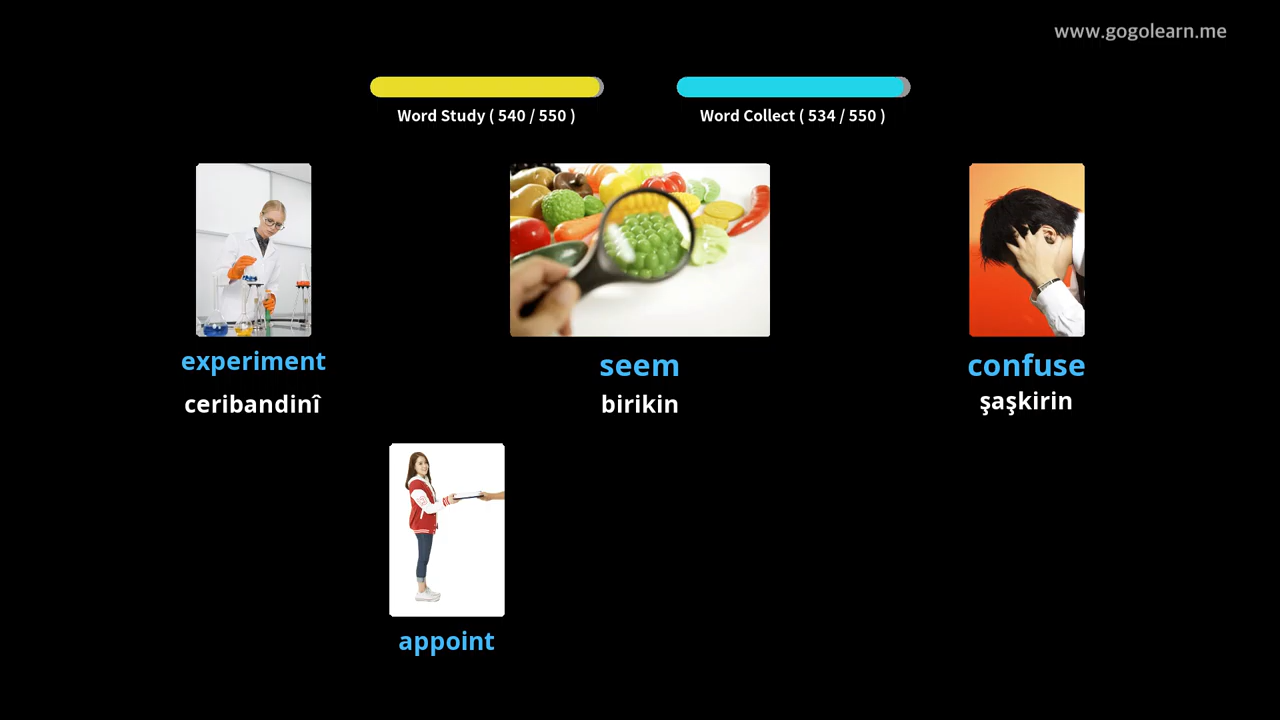 www.gogolearn.me
Word Study ( 540 / 550 )
Word Collect ( 534 / 550 )
experiment
seem
confuse
ceribandinî
birikin
şaşkirin
appoint